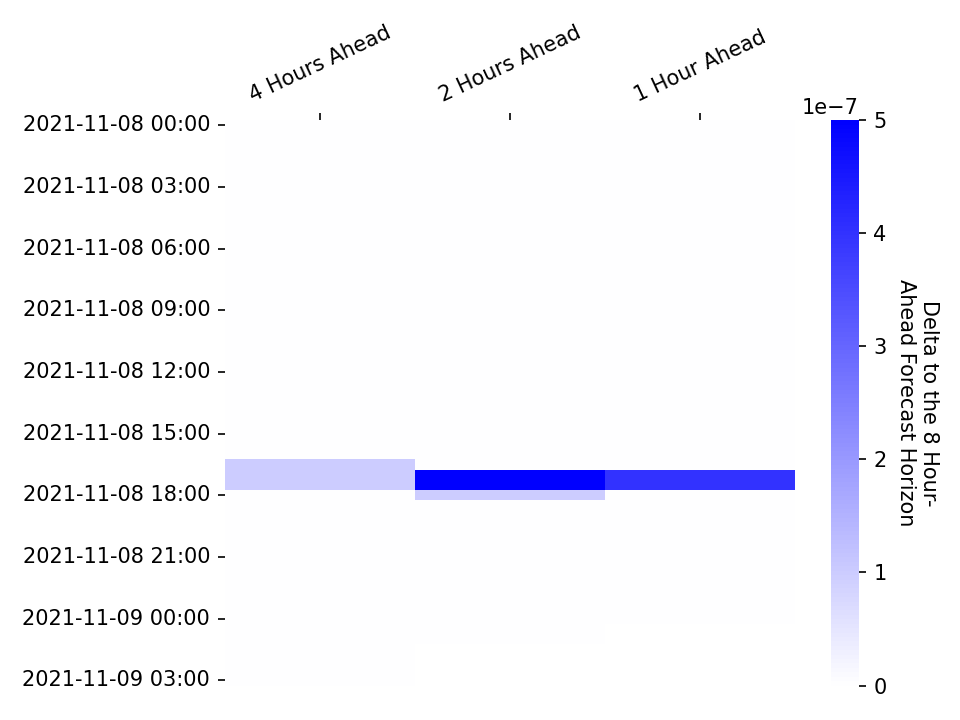 4 Hours Ahead
2 Hours Ahead
1 Hour Ahead
1e−7
2021-11-08 00:00
2021-11-08 03:00
2021-11-08 06:00
2021-11-08 09:00
2021-11-08 12:00
2021-11-08 15:00
2021-11-08 18:00
2021-11-08 21:00
2021-11-09 00:00
2021-11-09 03:00
5
4
3
2
1
0
Delta to the 8 Hour-
Ahead Forecast Horizon